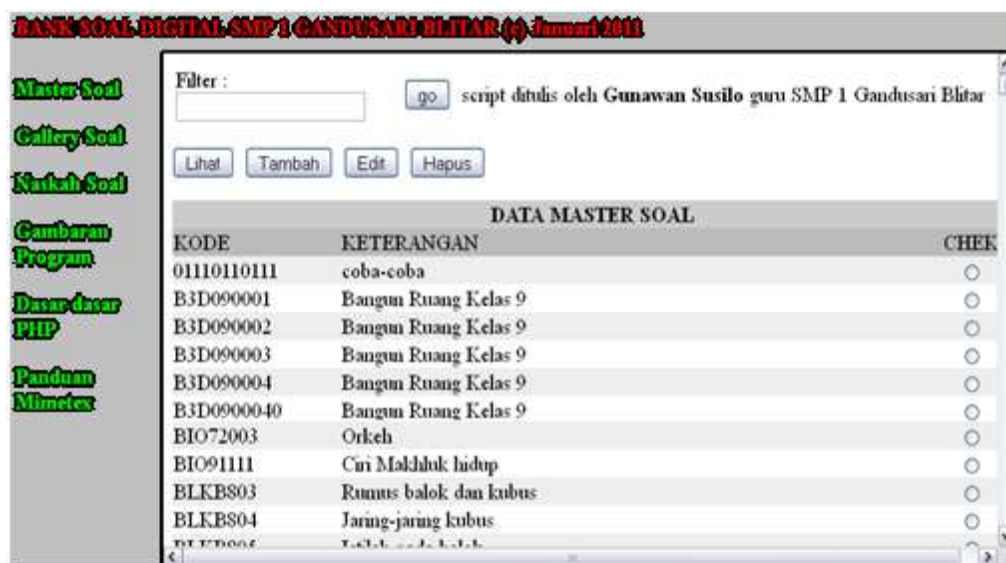 BANK SOAL DIGITAL SMP 1 GANDUSARI BLITAR (c) Januari 2011
Master Soal
Gallery Soal
Naskah Soal
Gambaran
Program
Dasar-dasar
PHP
Panduan
Mimetex
Filter :
go script ditulis oleh Gunawan Susilo guru SMP 1 Gandusari Blitar
Lihat Tambah Edit Hapus
DATA MASTER SOAL
KODE KETERANGAN CHEK
01110110111 coba-coba
B3D090001 Bangun Ruang Kelas 9
B3D090002 Bangun Ruang Kelas 9
B3D090003 Bangun Ruang Kelas 9
B3D090004 Bangun Ruang Kelas 9
B3D0900040 Bangun Ruang Kelas 9
BIO72003 Orkeh
BIO91111 Ciri Makhluk hidup
BLKBS03 Rumus balok dan kubus
BLKBS04 Jaring-jaring kubus